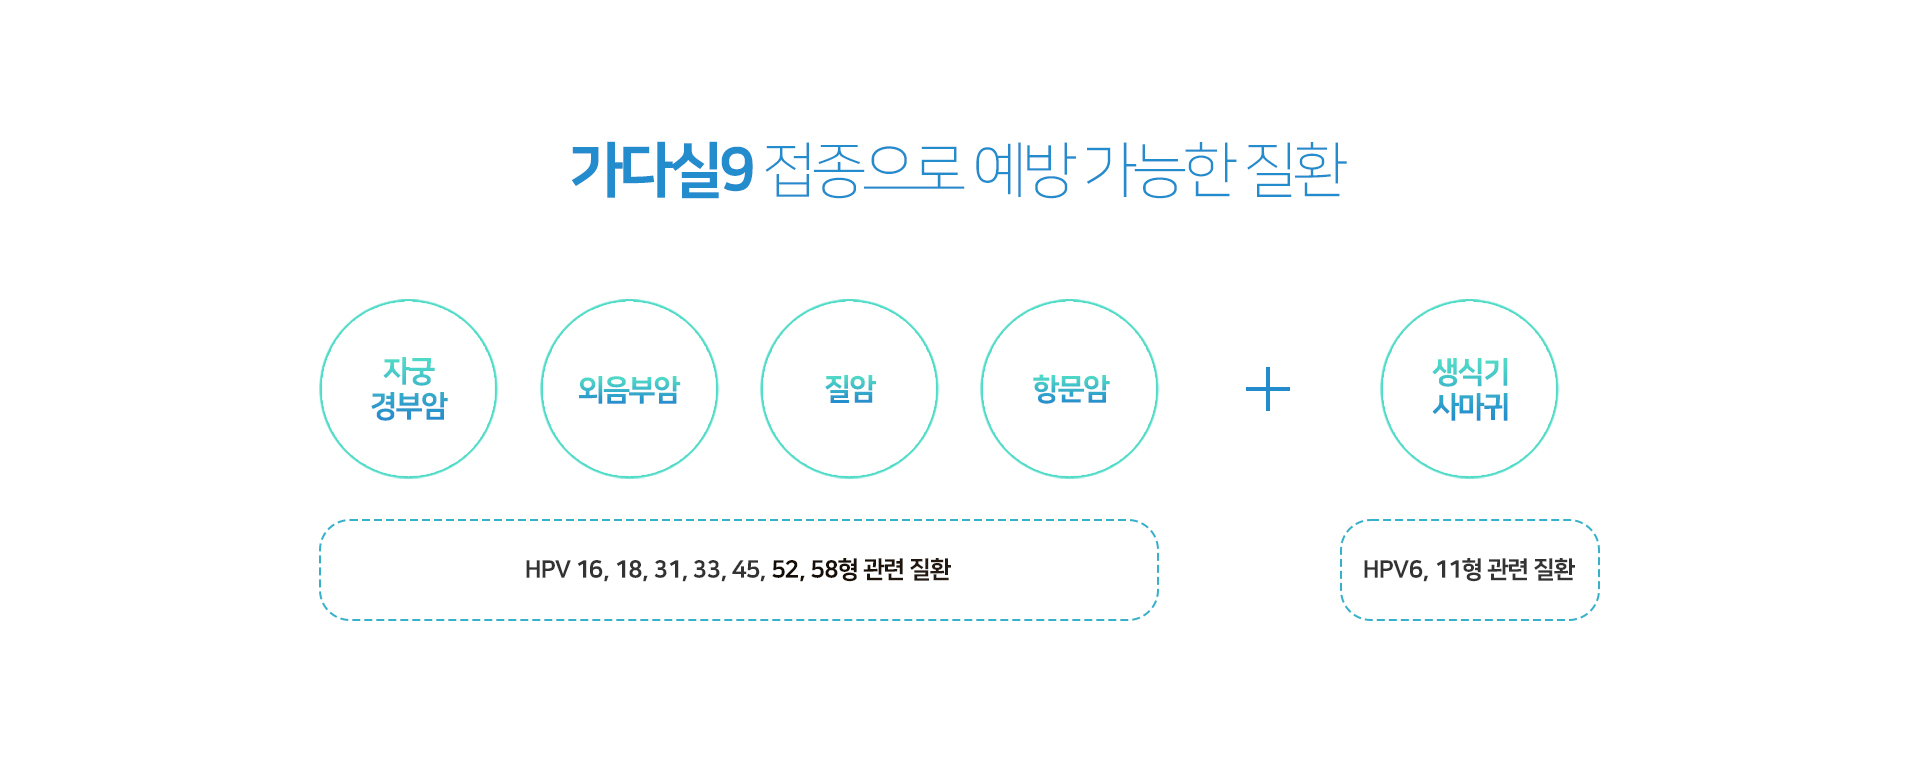 가다실9 접종으로 예방 가능한 질환
자궁
경부암
외음부암
질암
항문암
+
생식기
사마귀
HPV 16, 18, 31, 33, 45, 52, 58형 관련 질환
HPV6, 11형 관련 질환